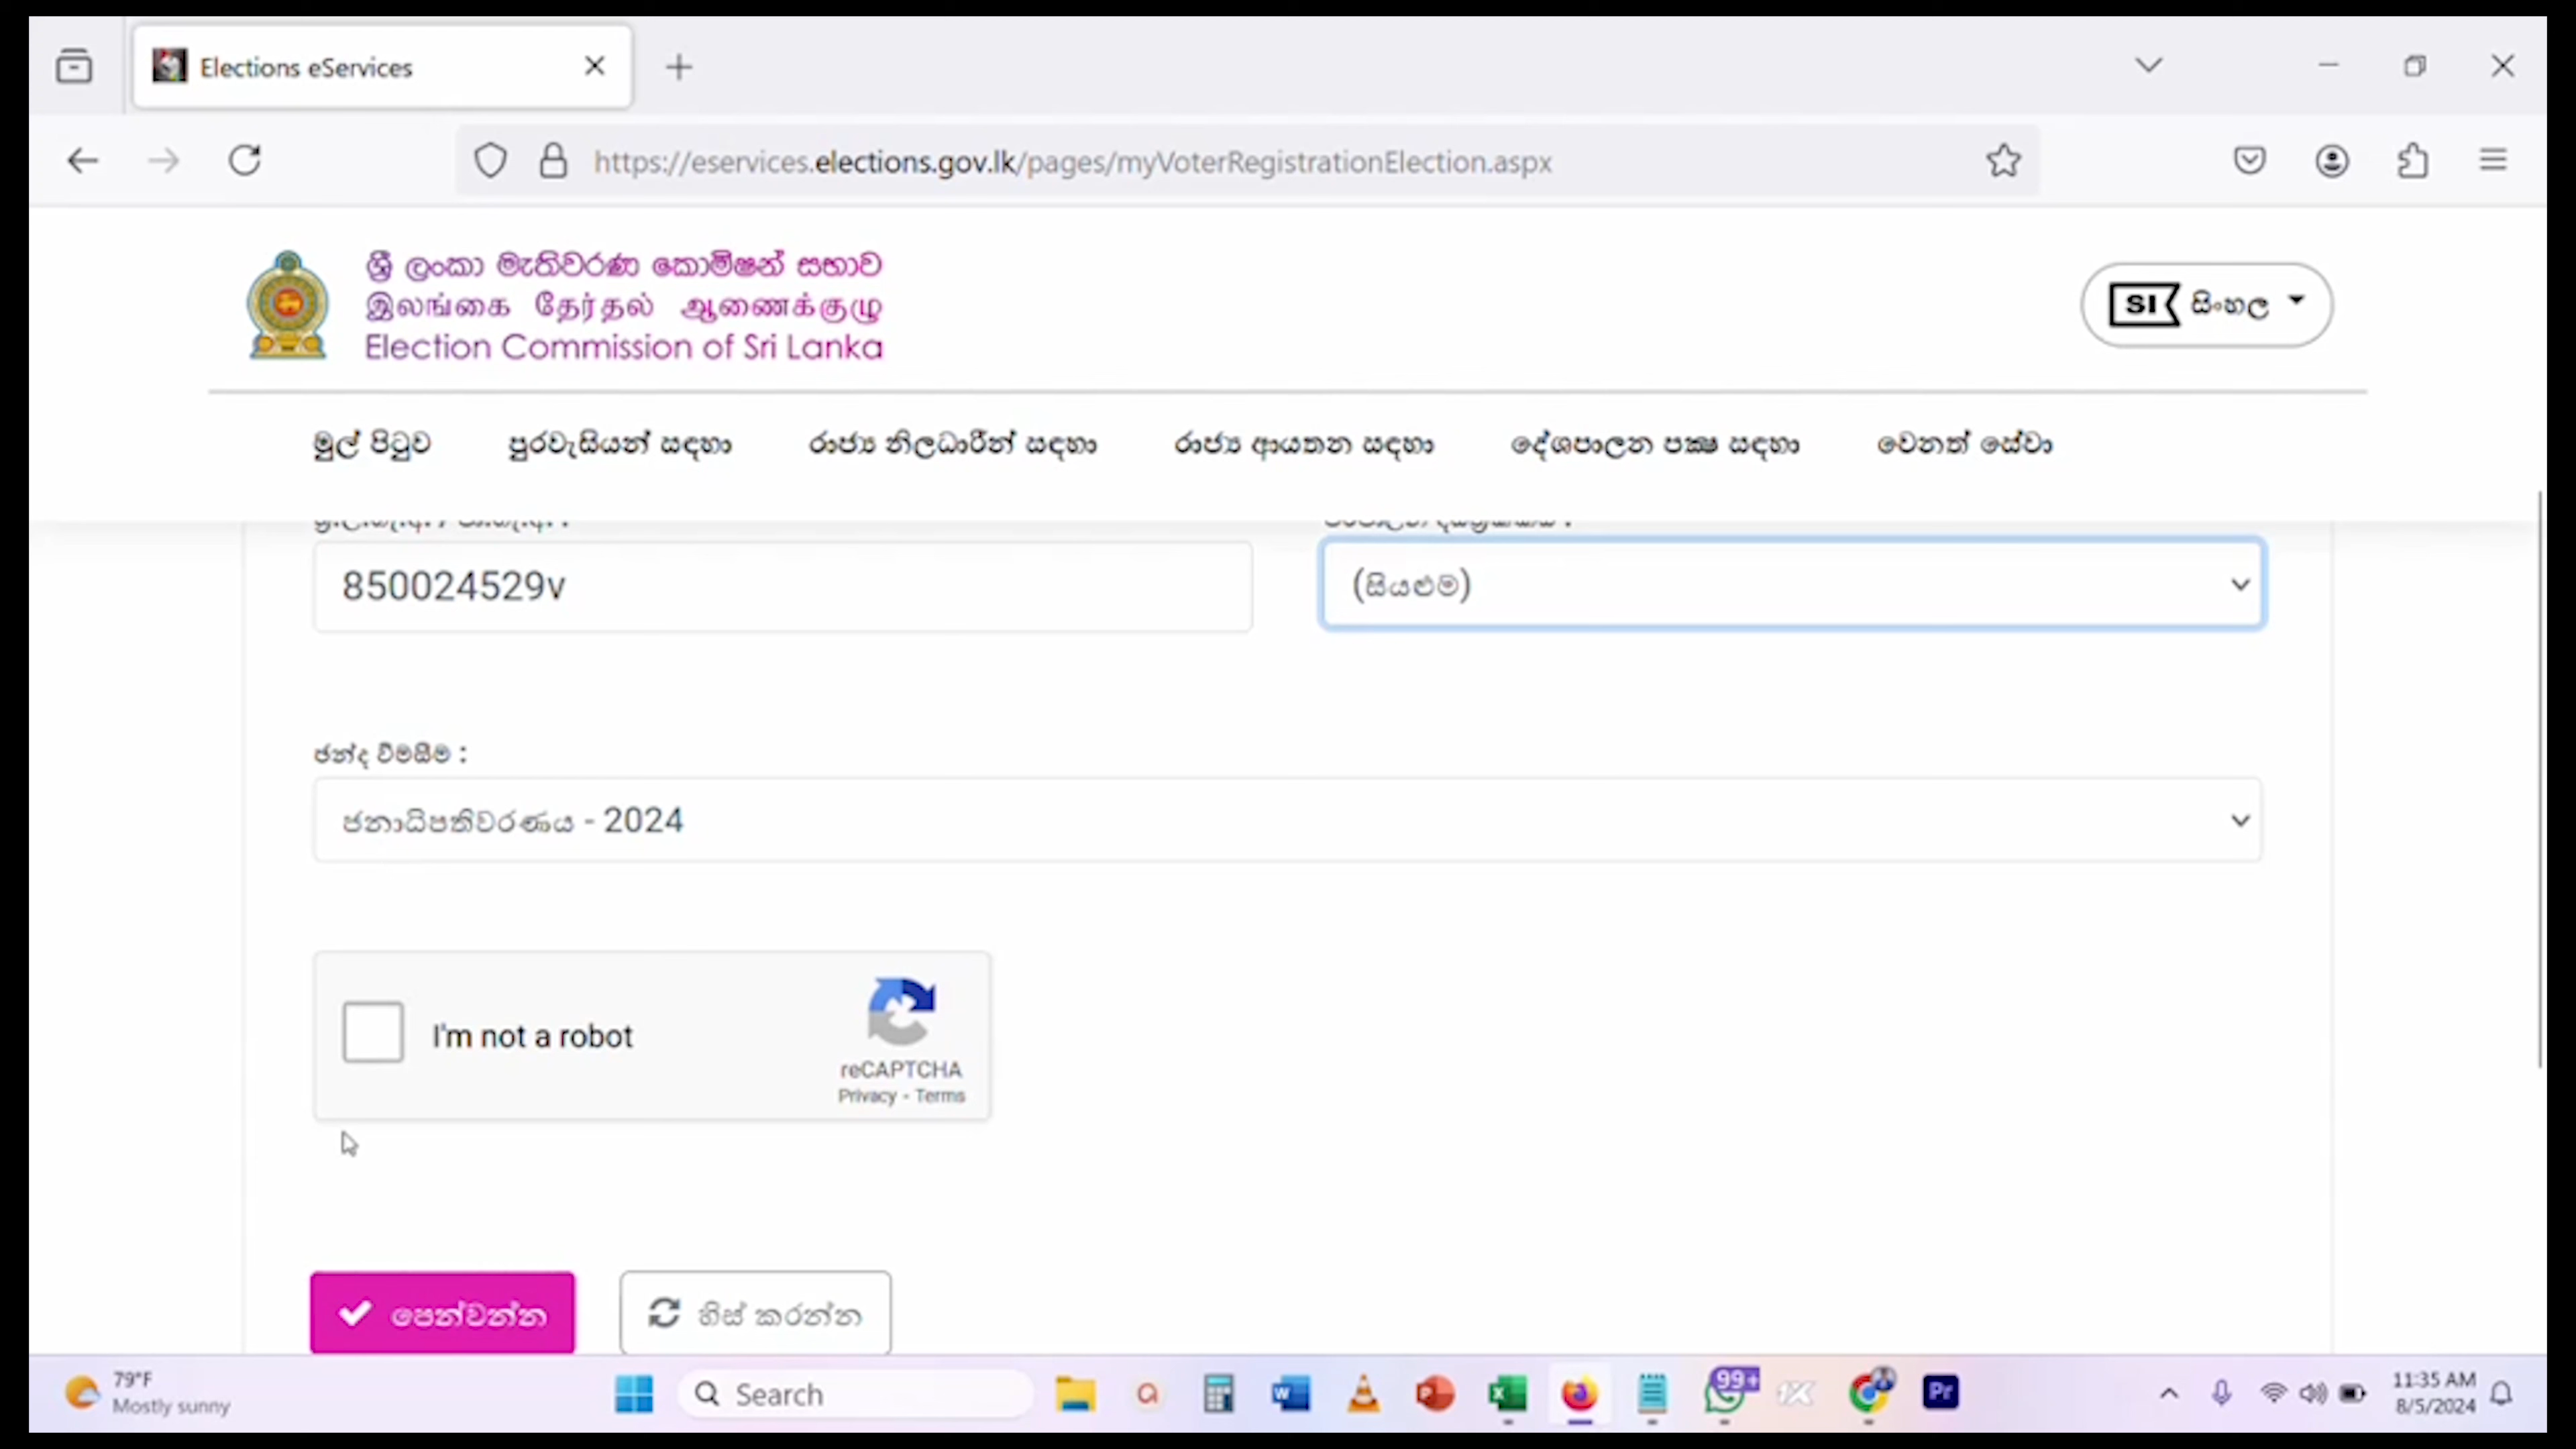 Elections eServices
https://eservices.elections.gov.lk/pages/myVoterRegistrationElection.aspx
ශ්‍රී ලංකා මැතිවරණ කොමිෂන් සභාව
இலங்கை தேர்தல் ஆணைக்குழு
Election Commission of Sri Lanka
SI සිංහල
මුල් පිටුව පුරවැසියන් සඳහා රාජ්‍ය නිලධාරීන් සඳහා රාජ්‍ය ආයතන සඳහා දේශපාලන පක්ෂ සඳහා වෙනත් සේවා
850024529v (සියළුම)
ඡන්ද විමසීම :
ජනාධිපතිවරණය - 2024
I'm not a robot
reCAPTCHA
Privacy - Terms
පෙන්වන්න හිස් කරන්න
79°F
Mostly sunny
Search
99+
Pr
11:35 AM
8/5/2024